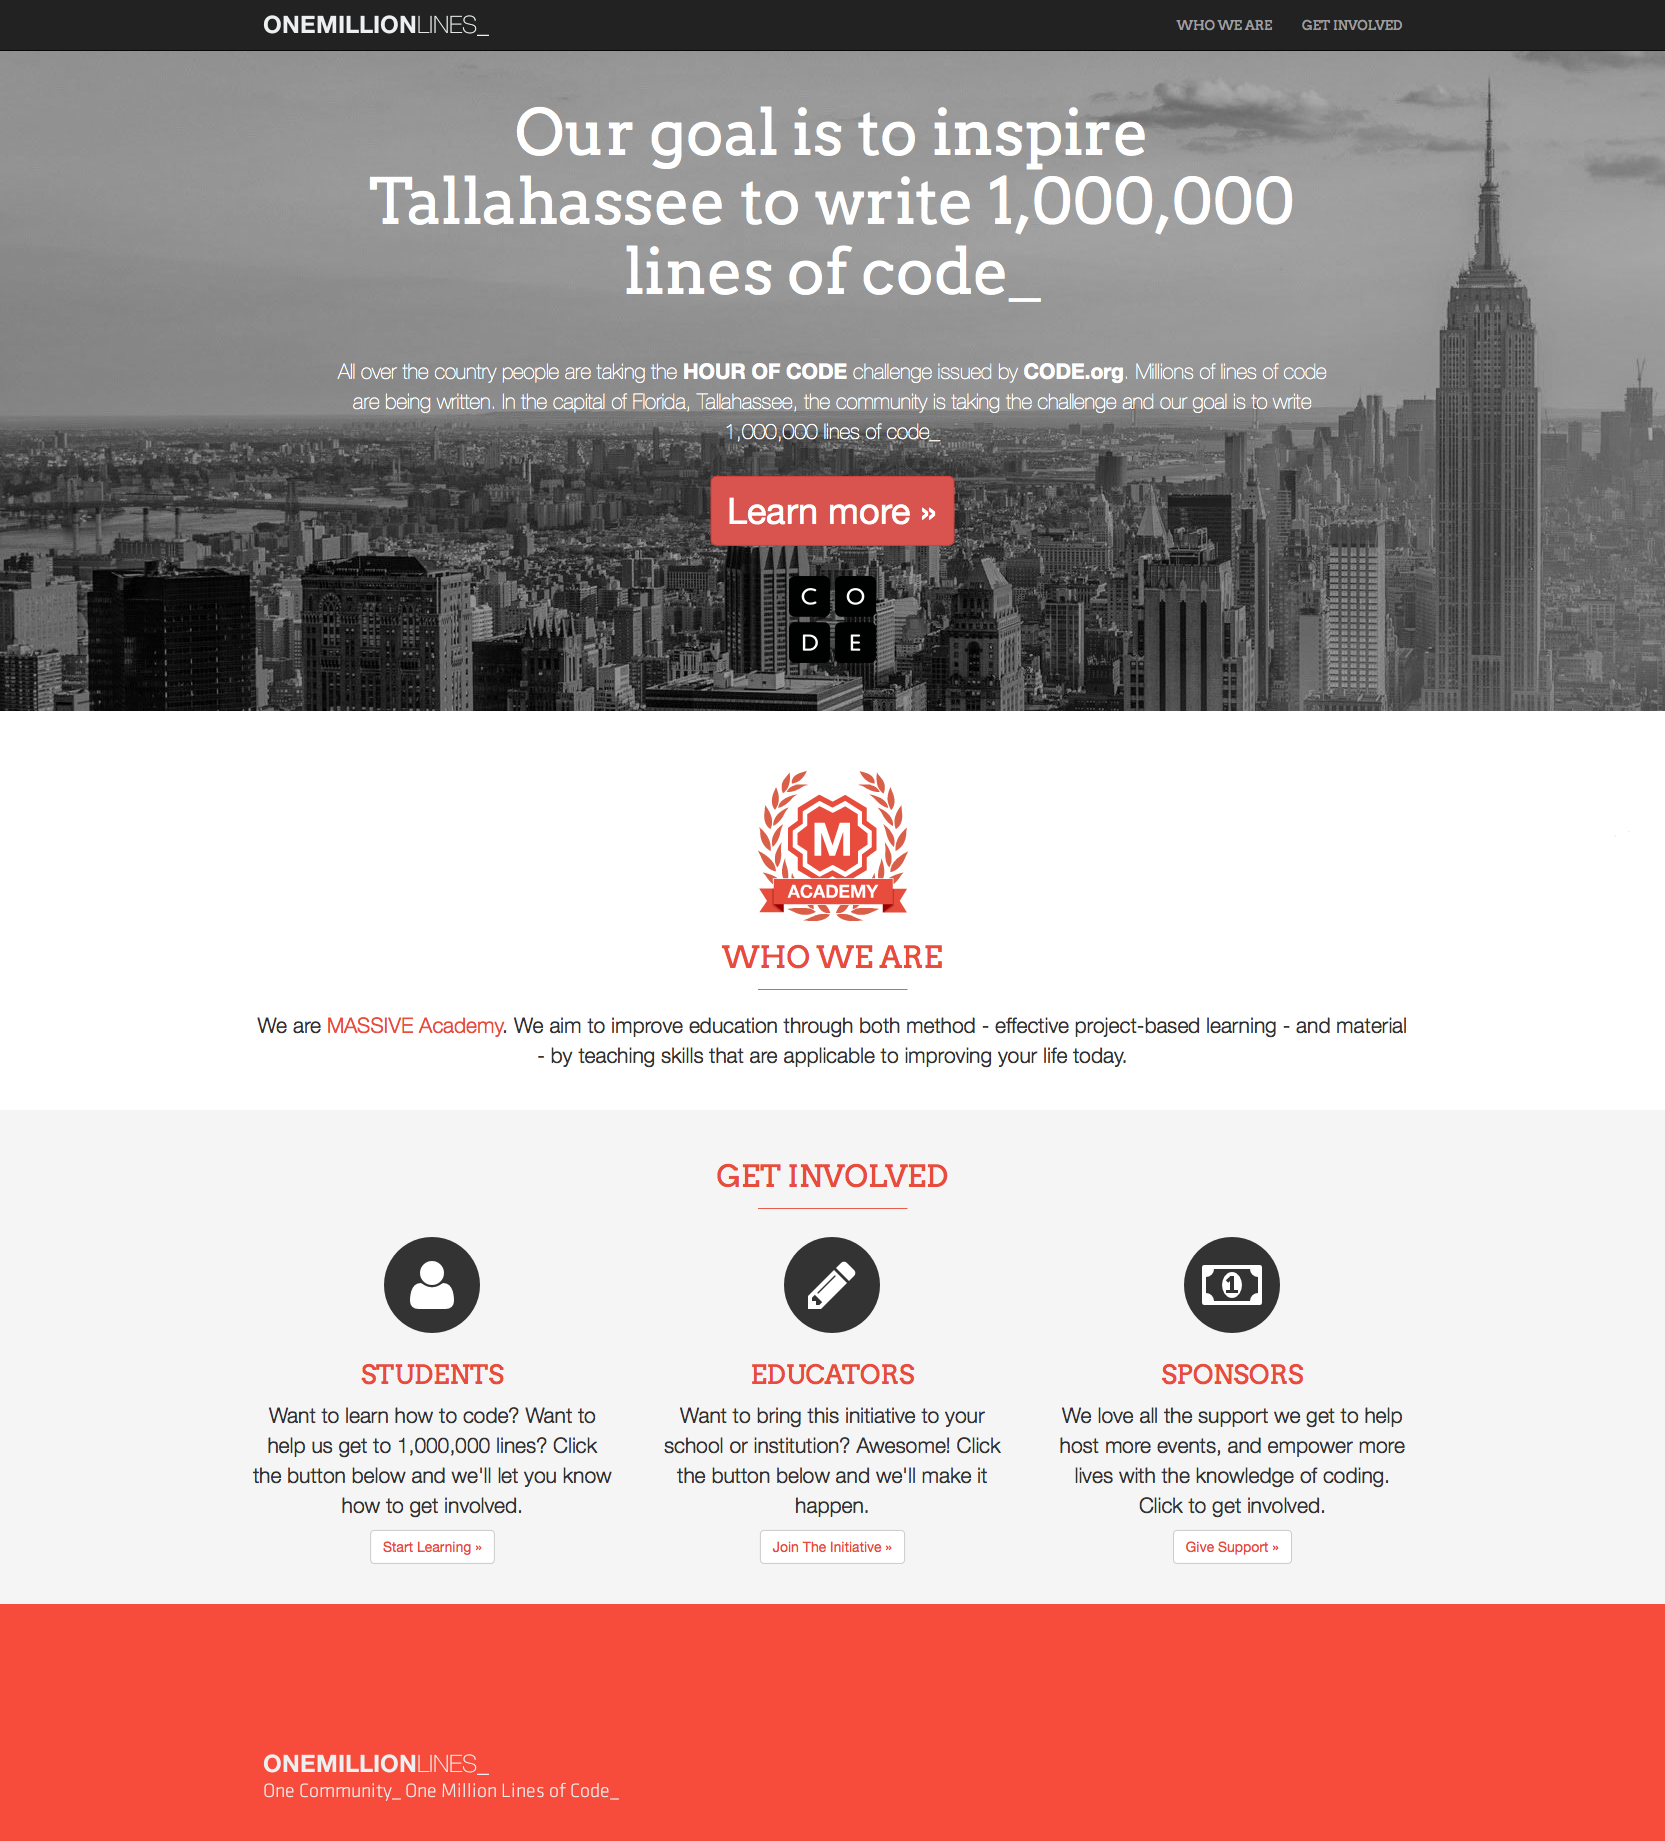 ONEMILLIONLINES_
WHO WE ARE
GET INVOLVED
Our goal is to inspire
Tallahassee to write 1,000,000
lines of code_
All over the country people are taking the HOUR OF CODE challenge issued by CODE.org. Millions of lines of code
are being written. In the capital of Florida, Tallahassee, the community is taking the challenge and our goal is to write
1,000,000 lines of code_
Learn more »
C O
D E
M
ACADEMY
WHO WE ARE
We are MASSIVE Academy. We aim to improve education through both method - effective project-based learning - and material
- by teaching skills that are applicable to improving your life today.
GET INVOLVED
1
STUDENTS
Want to learn how to code? Want to
help us get to 1,000,000 lines? Click
the button below and we'll let you know
how to get involved.
Start Learning »
EDUCATORS
Want to bring this initiative to your
school or institution? Awesome! Click
the button below and we'll make it
happen.
Join The Initiative »
SPONSORS
We love all the support we get to help
host more events, and empower more
lives with the knowledge of coding.
Click to get involved.
Give Support »
ONEMILLIONLINES_
One Community_ One Million Lines of Code_